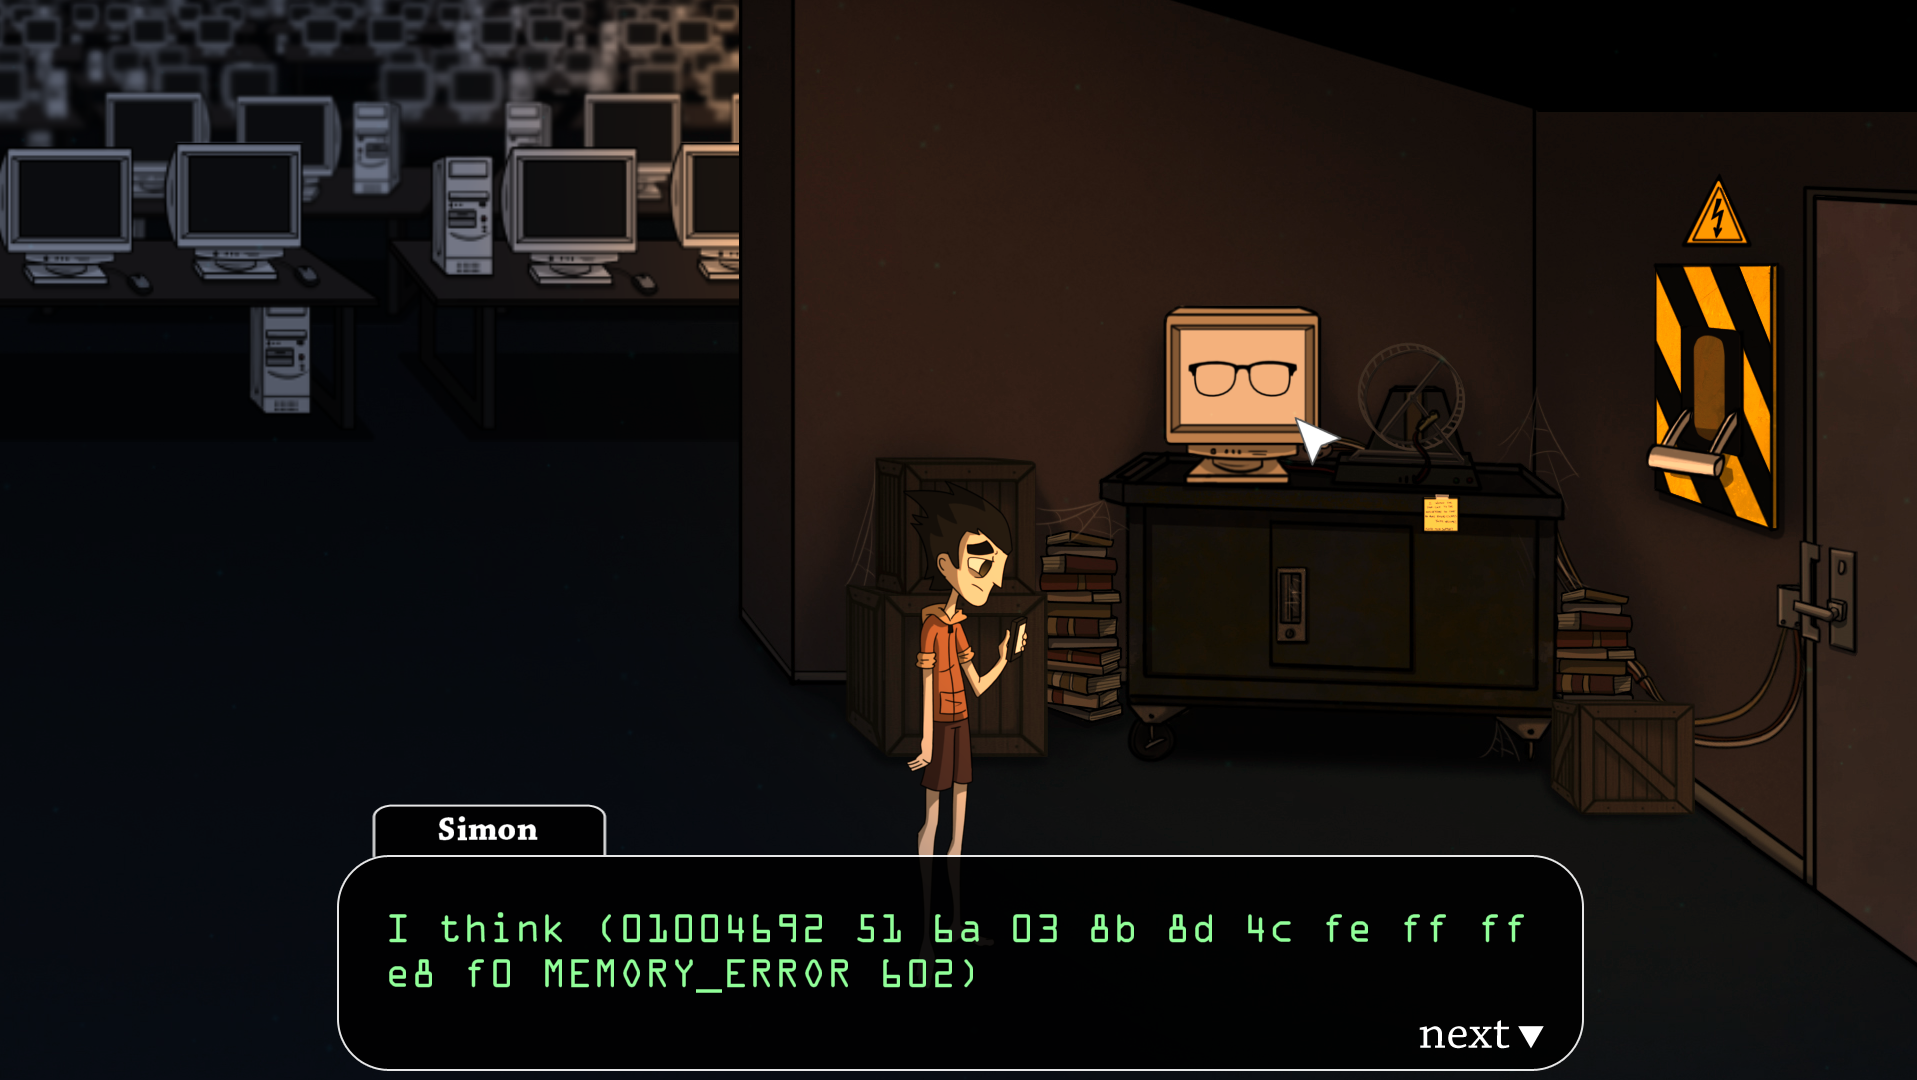 Simon
I think (01004692 51 6a 03 8b 8d 4c fe ff ff
e8 f0 MEMORY_ERROR 602)
next